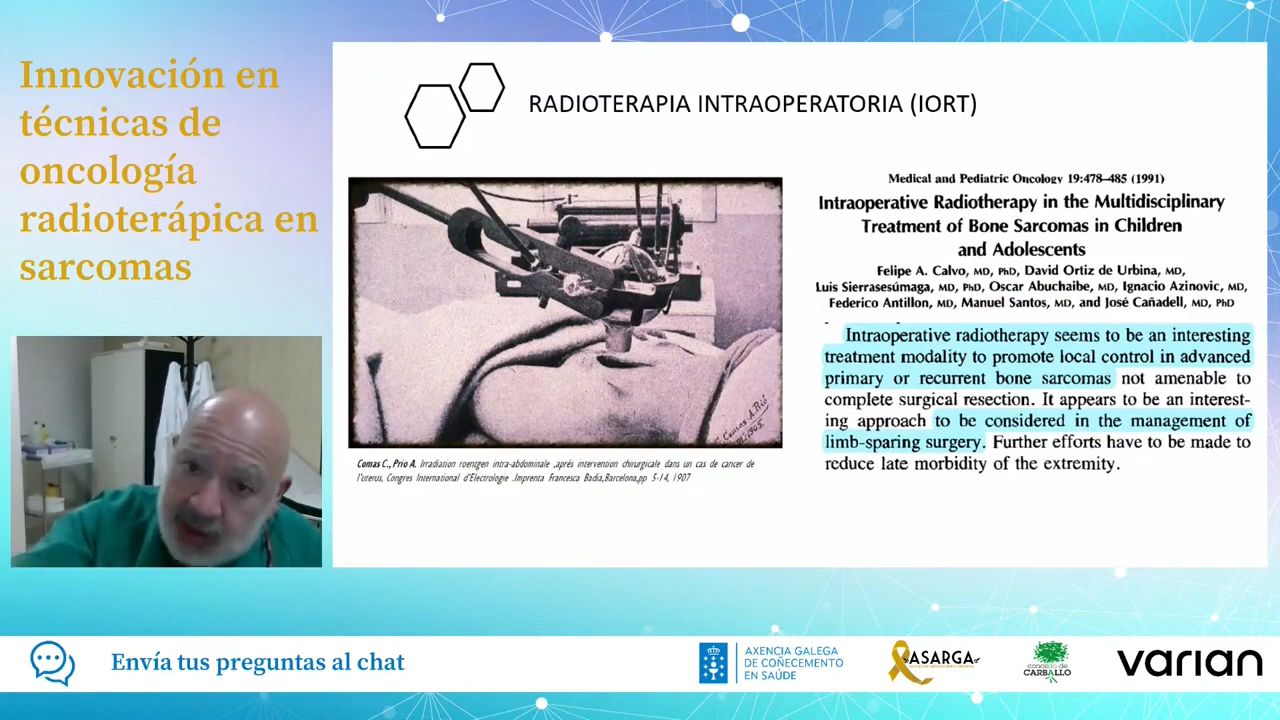 Innovación en
técnicas de
oncología
radioterápica en
sarcomas
RADIOTERAPIA INTRAOPERATORIA (IORT)
Comas C., Prio A. Irradiation roentgen intra-abdominale ,après intervention chirurgicale dans un cas de cancer de
l'uterus, Congres International d'Electrologie .Imprenta Francesca Badia,Barcelona,pp 5-14, 1907
Medical and Pediatric Oncology 19:478–485 (1991)
Intraoperative Radiotherapy in the Multidisciplinary
Treatment of Bone Sarcomas in Children
and Adolescents
Felipe A. Calvo, MD, PhD, David Ortiz de Urbina, MD,
Luis Sierrasesúmaga, MD, PhD, Oscar Abuchaibe, MD, Ignacio Azinovic, MD,
Federico Antillon, MD, Manuel Santos, MD, and José Cañadell, MD, PhD
Intraoperative radiotherapy seems to be an interesting
treatment modality to promote local control in advanced
primary or recurrent bone sarcomas not amenable to
complete surgical resection. It appears to be an interest-
ing approach to be considered in the management of
limb-sparing surgery. Further efforts have to be made to
reduce late morbidity of the extremity.
Envía tus preguntas al chat
AXENCIA GALEGA
DE COÑECEMENTO
EN SAÚDE
ASARGA
concello de
CARBALLO
varian